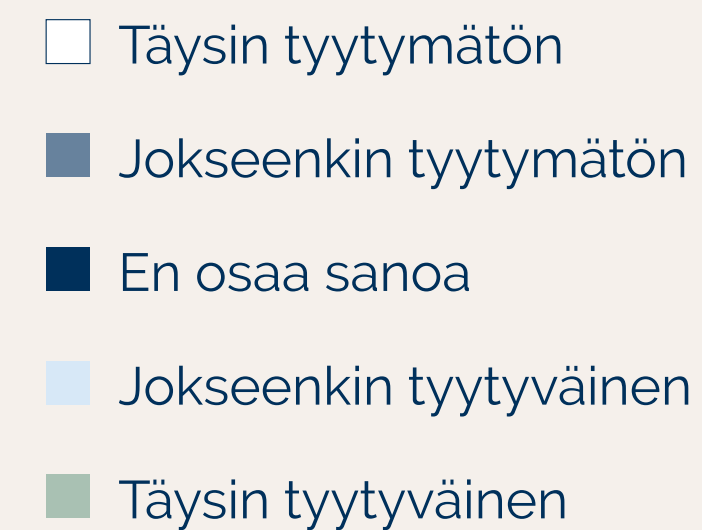 Täysin tyytymätön
Jokseenkin tyytymätön
En osaa sanoa
Jokseenkin tyytyväinen
Täysin tyytyväinen